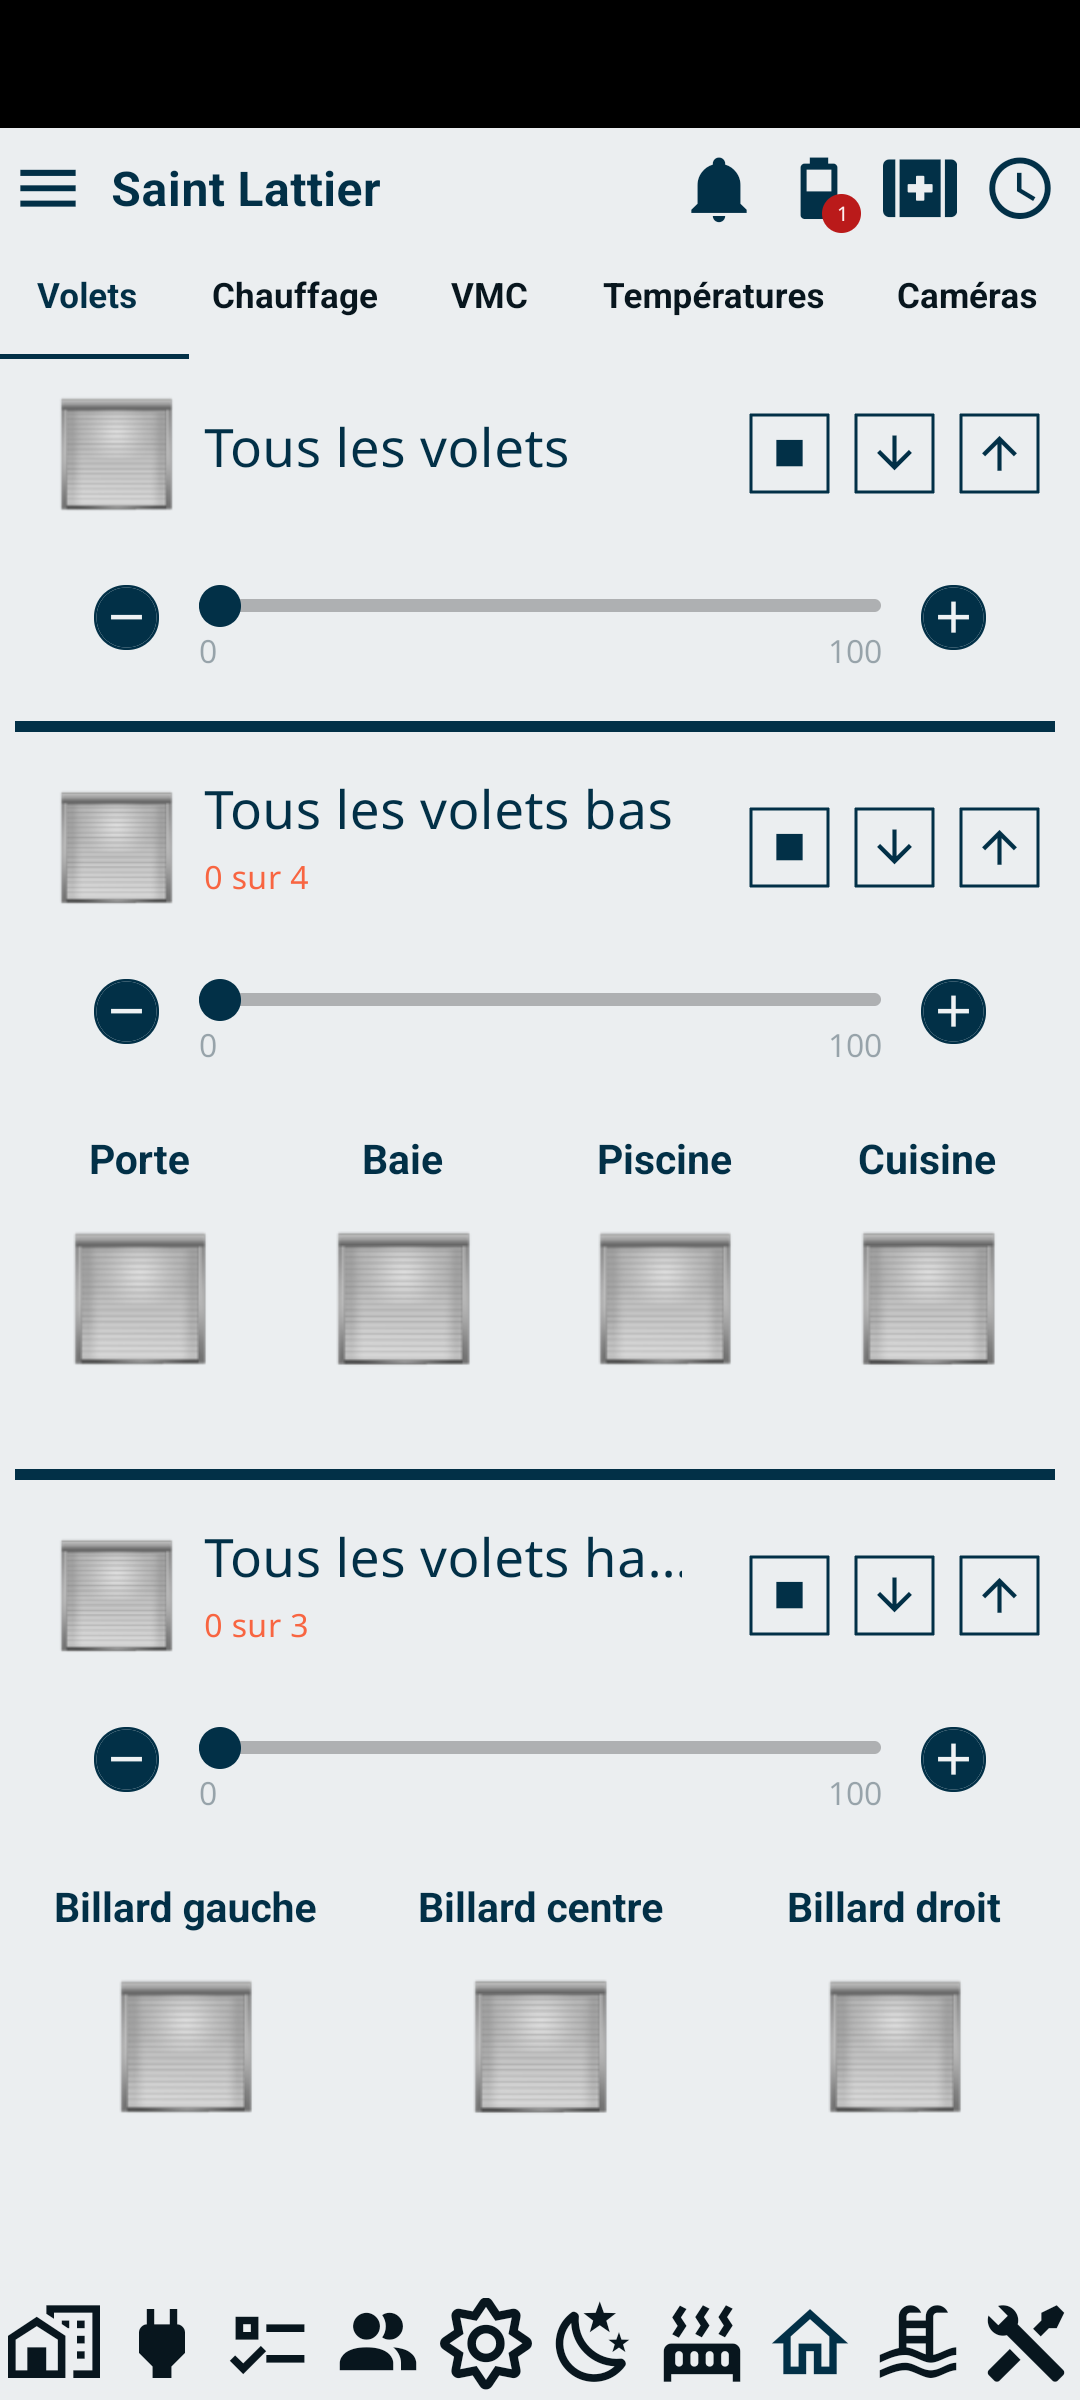 Saint Lattier
1
Volets Chauffage VMC Températures Caméras
Tous les volets
0 100
Tous les volets bas
0 sur 4
0 100
Porte Baie Piscine Cuisine
Tous les volets ha...
0 sur 3
0 100
Billard gauche Billard centre Billard droit